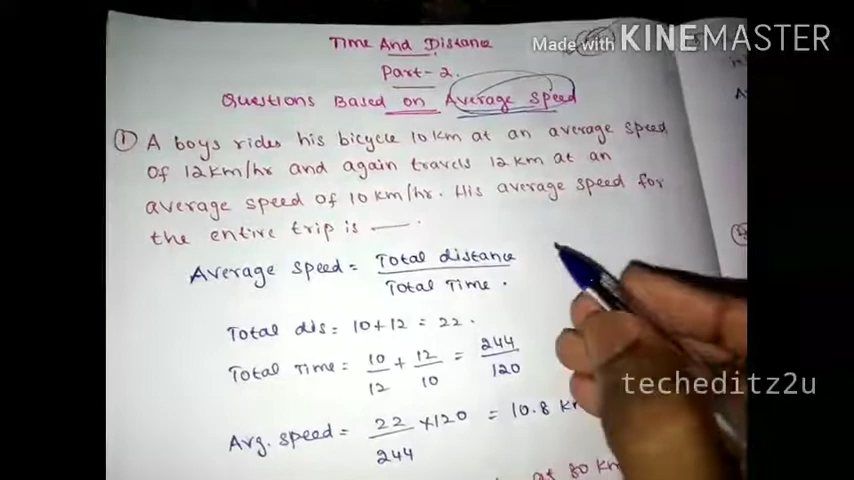 Time And Distance
Made with KINEMASTER
Part-2.
Questions Based on Average speed
① A boys rides his bicycle 10 km at an average speed
of 12 km/hr and again travels 12 km at an
average speed of 10 km/hr. His average speed for
the entire trip is —.
Average speed = Total distance / Total Time.
Total dis = 10+12 = 22.
Total Time = 10/12 + 12/10 = 244/120
techeditz2u
Avg. speed = 22/244 ×120 = 10.8 km
at 80 km